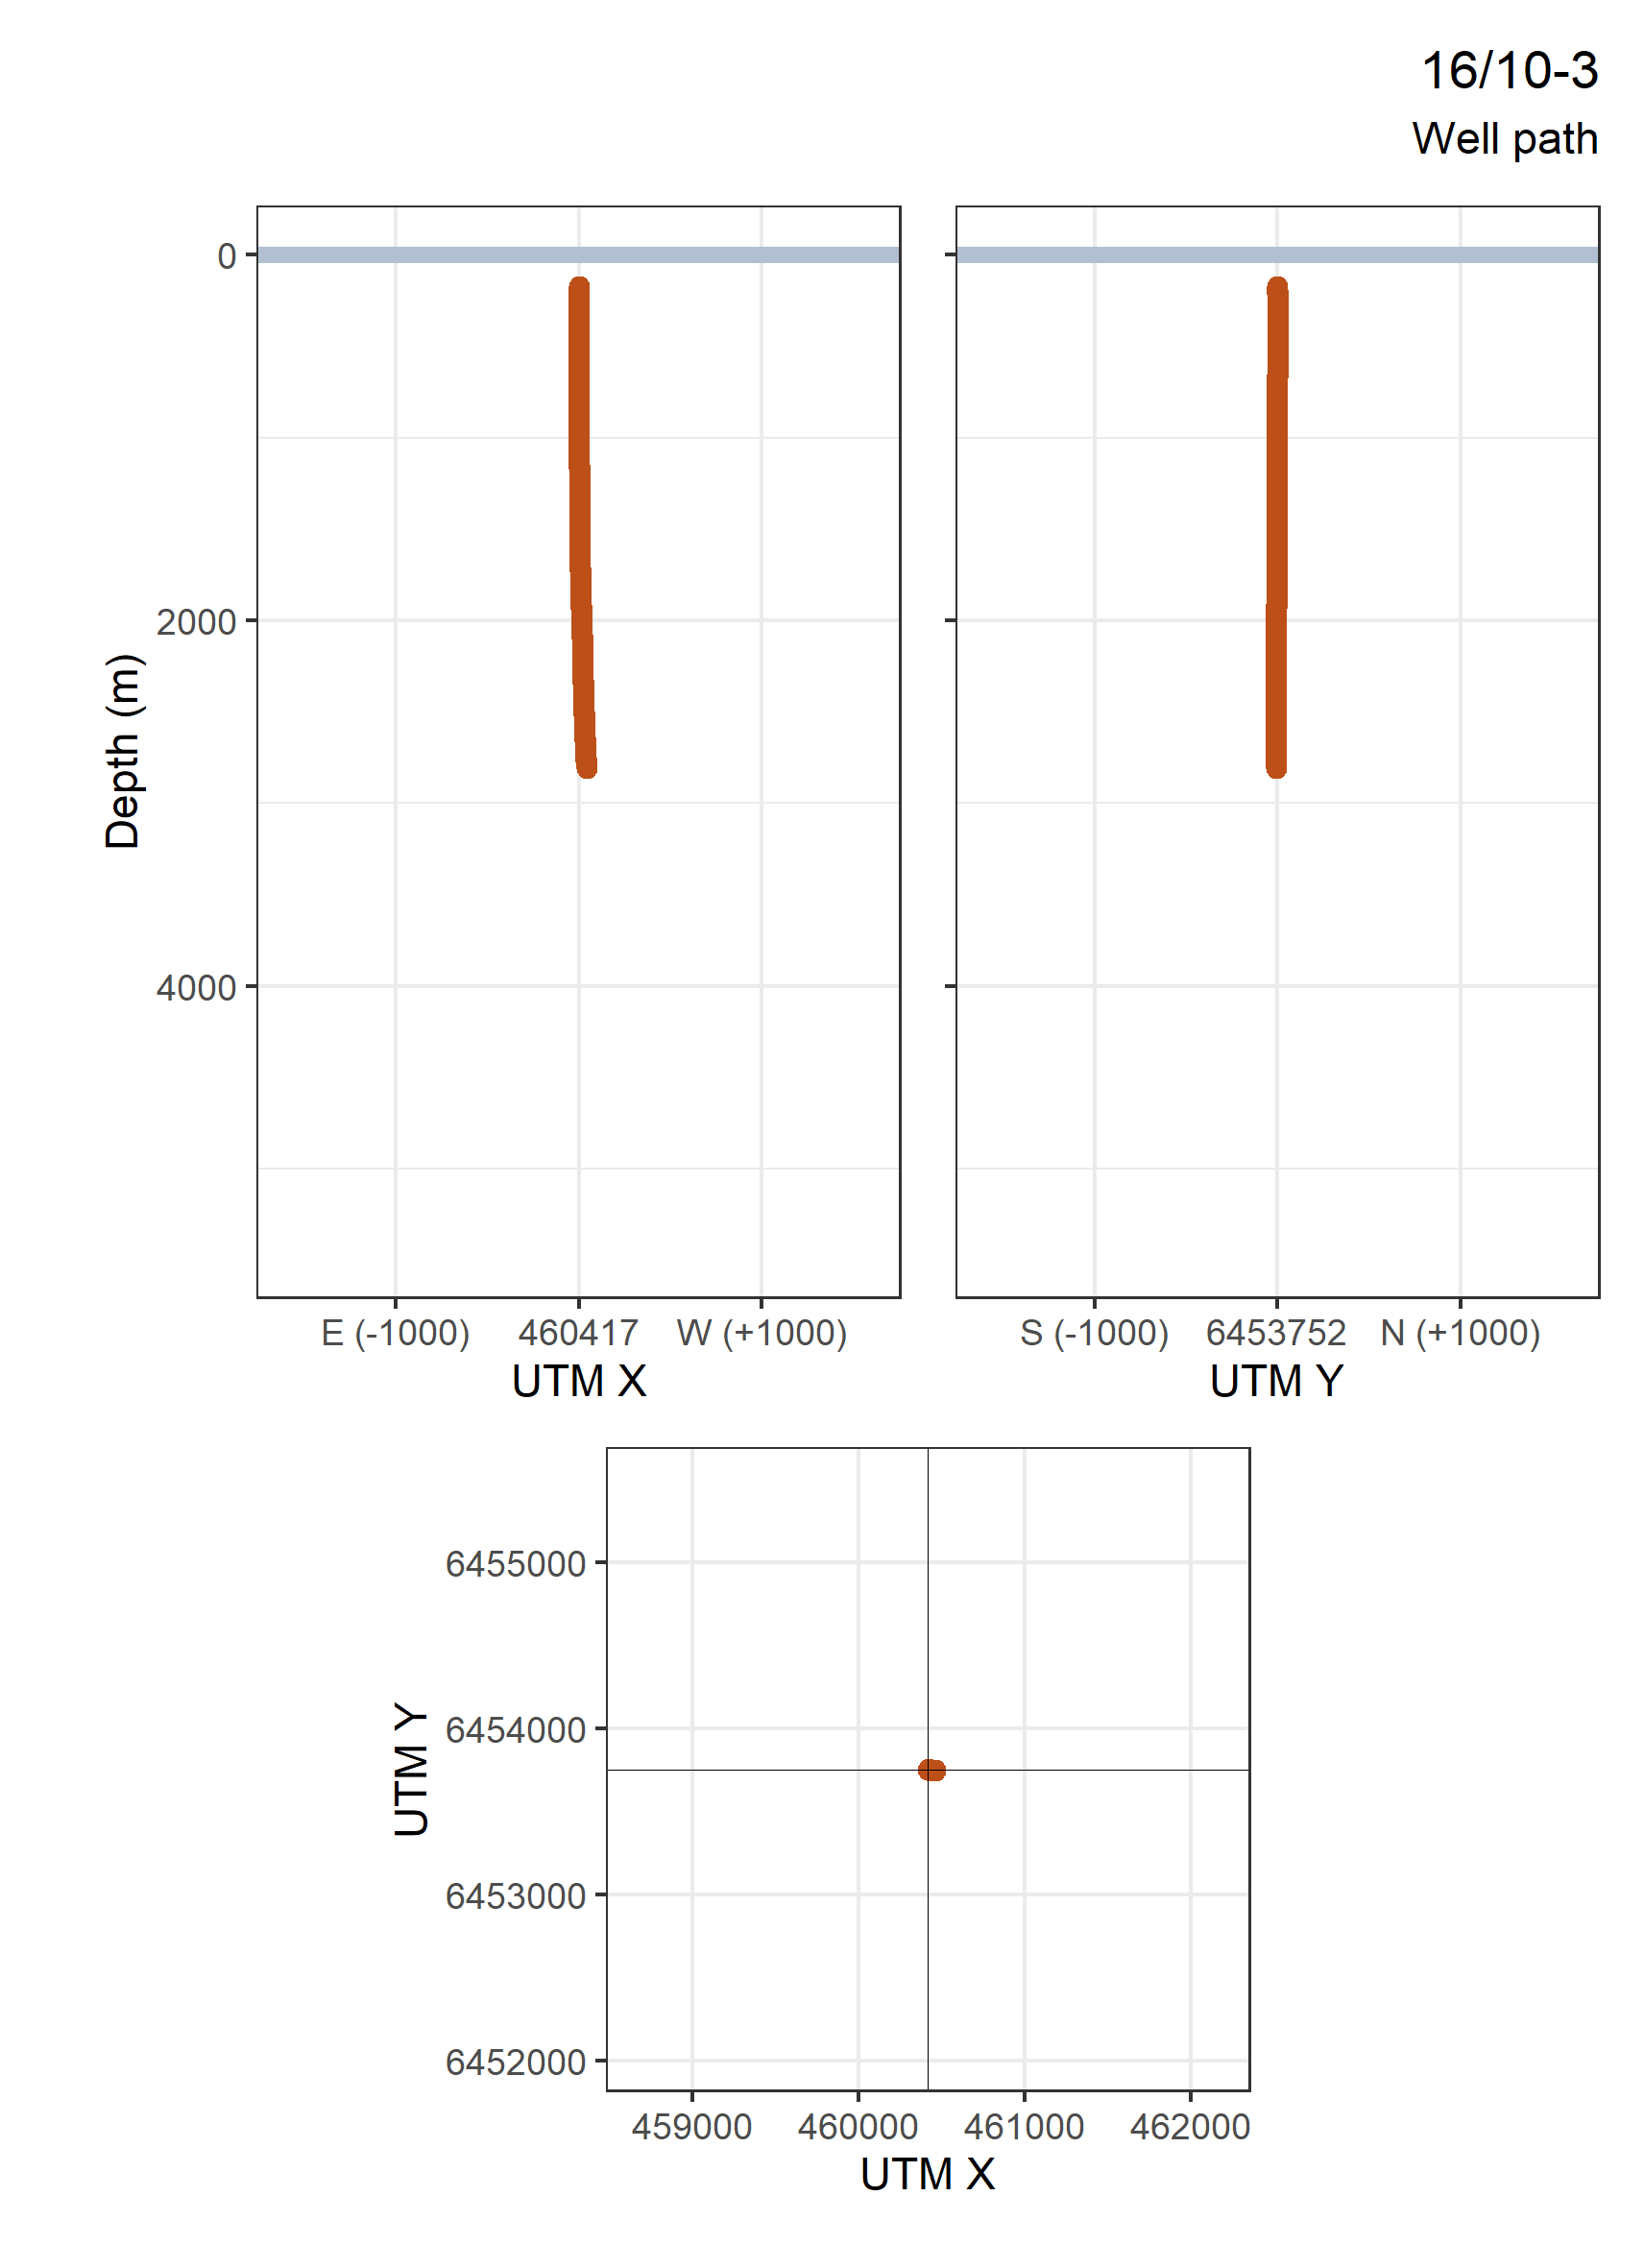 16/10-3
Well path
Depth (m)
0
2000
4000
E (-1000) 460417 W (+1000)
UTM X
S (-1000) 6453752 N (+1000)
UTM Y
UTM Y
6455000
6454000
6453000
6452000
459000 460000 461000 462000
UTM X